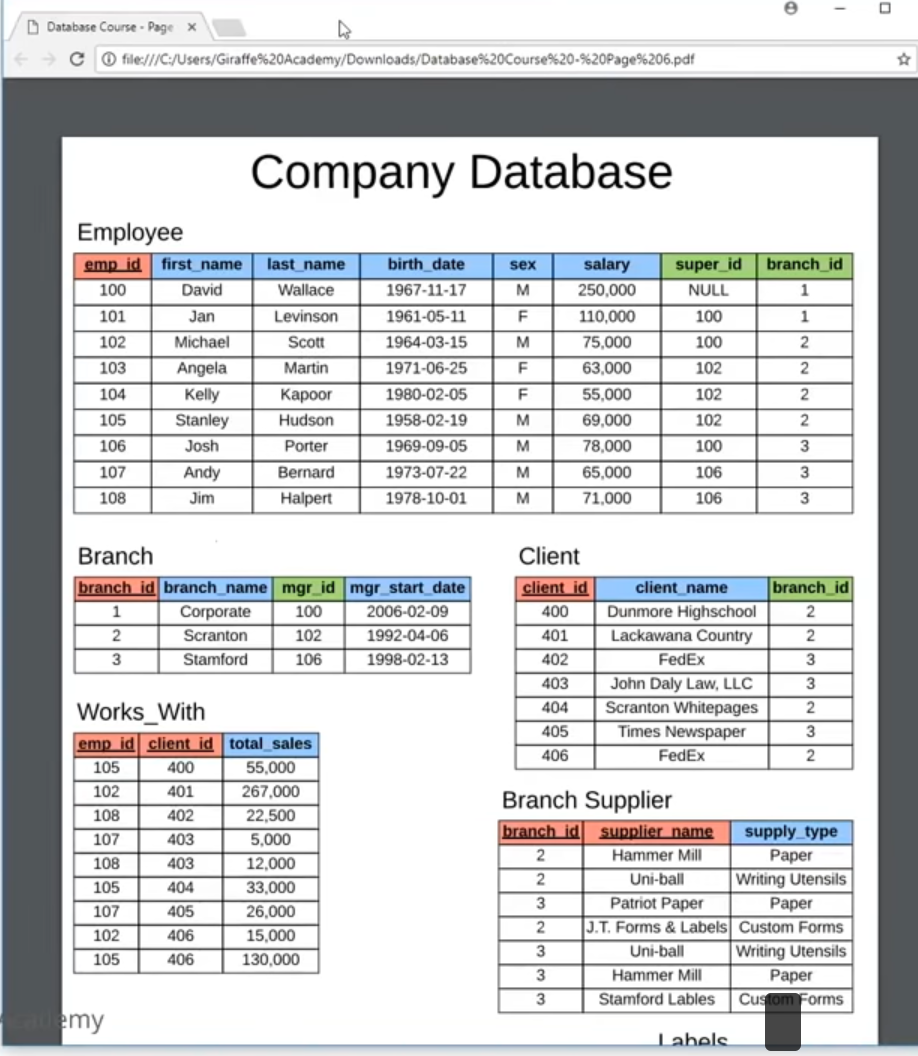 Database Course - Page
file:///C:/Users/Giraffe%20Academy/Downloads/Database%20Course%20-%20Page%206.pdf
Company Database
Employee
emp_id first_name last_name birth_date sex salary super_id branch_id
100 David Wallace 1967-11-17 M 250,000 NULL 1
101 Jan Levinson 1961-05-11 F 110,000 100 1
102 Michael Scott 1964-03-15 M 75,000 100 2
103 Angela Martin 1971-06-25 F 63,000 102 2
104 Kelly Kapoor 1980-02-05 F 55,000 102 2
105 Stanley Hudson 1958-02-19 M 69,000 102 2
106 Josh Porter 1969-09-05 M 78,000 100 3
107 Andy Bernard 1973-07-22 M 65,000 106 3
108 Jim Halpert 1978-10-01 M 71,000 106 3
Branch
branch_id branch_name mgr_id mgr_start_date
1 Corporate 100 2006-02-09
2 Scranton 102 1992-04-06
3 Stamford 106 1998-02-13
Works_With
emp_id client_id total_sales
105 400 55,000
102 401 267,000
108 402 22,500
107 403 5,000
108 403 12,000
105 404 33,000
107 405 26,000
102 406 15,000
105 406 130,000
Client
client_id client_name branch_id
400 Dunmore Highschool 2
401 Lackawana Country 2
402 FedEx 3
403 John Daly Law, LLC 3
404 Scranton Whitepages 2
405 Times Newspaper 3
406 FedEx 2
Branch Supplier
branch_id supplier_name supply_type
2 Hammer Mill Paper
2 Uni-ball Writing Utensils
3 Patriot Paper Paper
2 J.T. Forms & Labels Custom Forms
3 Uni-ball Writing Utensils
3 Hammer Mill Paper
3 Stamford Lables Custom Forms
Labels